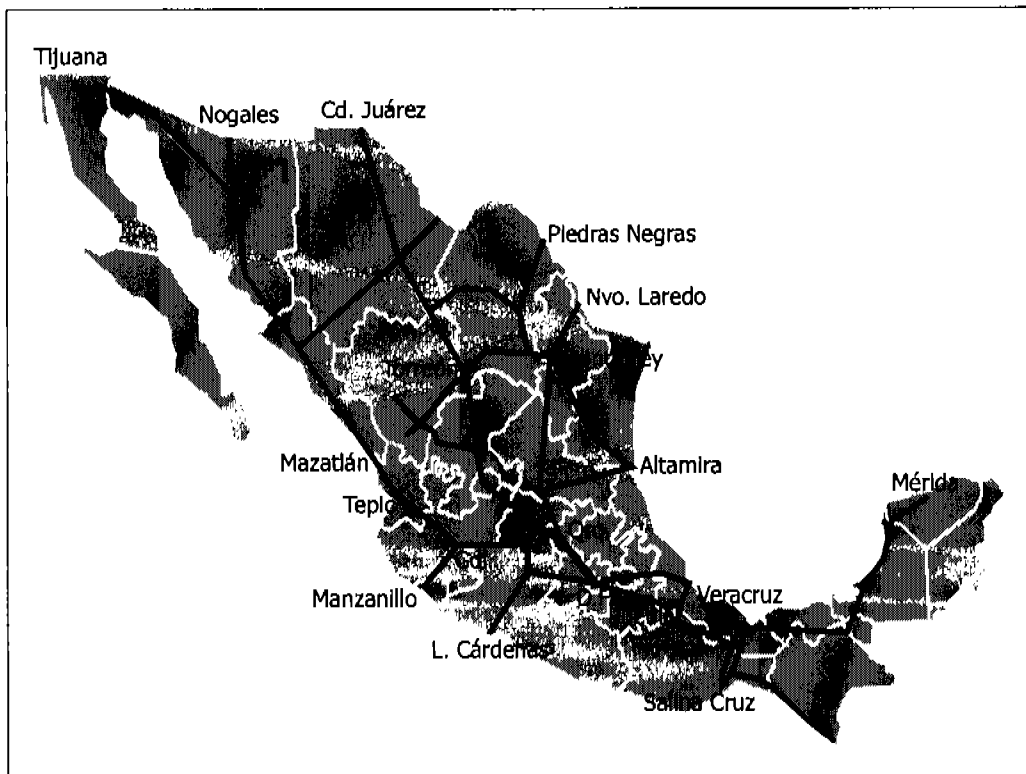 Tijuana
Nogales
Cd. Juárez
Piedras Negras
Nvo. Laredo
Mazatlán
Altamira
Mérida
Manzanillo
Veracruz
L. Cárdenas
Salina Cruz